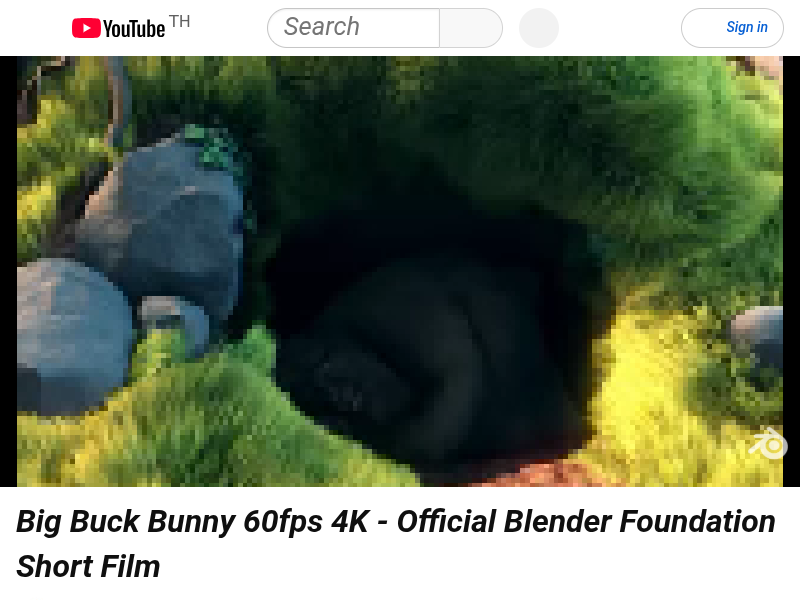 YouTube TH
Search
Sign in
Big Buck Bunny 60fps 4K - Official Blender Foundation
Short Film